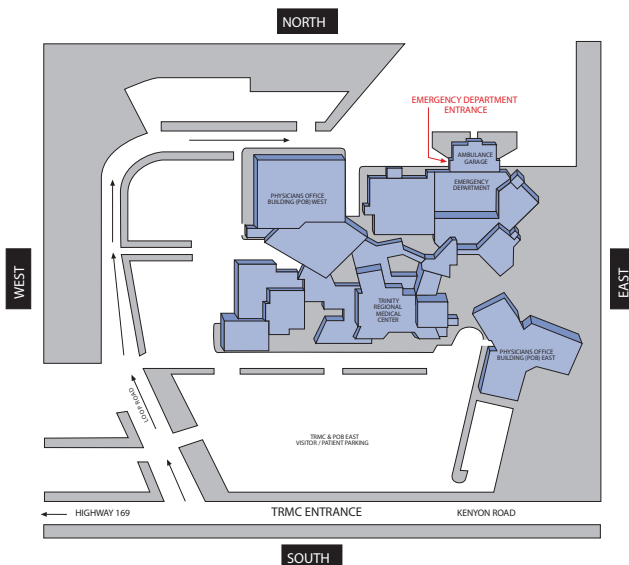 NORTH
EMERGENCY DEPARTMENT
ENTRANCE
AMBULANCE
GARAGE
EMERGENCY
DEPARTMENT
PHYSICIANS OFFICE
BUILDING (POB) WEST
WEST
EAST
TRINITY
REGIONAL
MEDICAL
CENTER
PHYSICIANS OFFICE
BUILDING (POB) EAST
LOOP ROAD
TRMC & POB EAST
VISITOR / PATIENT PARKING
HIGHWAY 169
TRMC ENTRANCE
KENYON ROAD
SOUTH